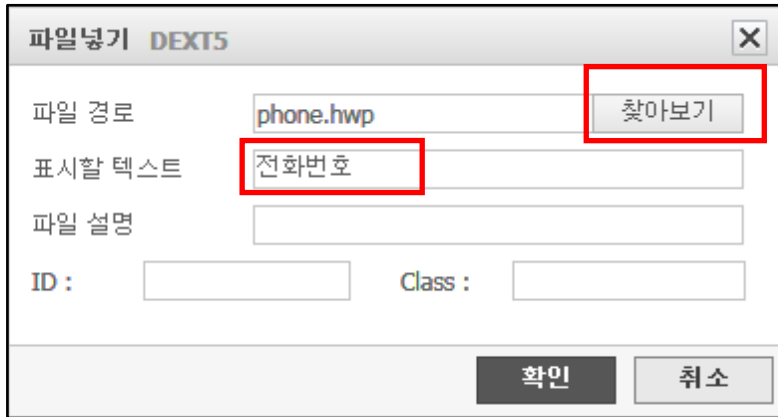 파일넣기 DEXT5
파일 경로 phone.hwp 찾아보기
표시할 텍스트 전화번호
파일 설명
ID : Class :
확인 취소